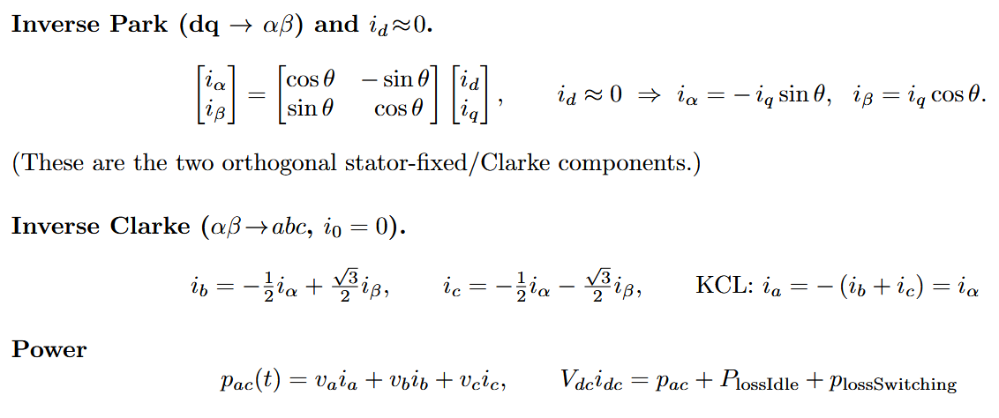 Inverse Park (dq → αβ) and i_d≈0.
[i_α; i_β] = [cos θ  − sin θ; sin θ  cos θ] [i_d; i_q],  i_d ≈ 0 ⇒ i_α = − i_q sin θ, i_β = i_q cos θ.
(These are the two orthogonal stator-fixed/Clarke components.)
Inverse Clarke (αβ→abc, i_0 = 0).
i_b = −½i_α + √3/2 i_β,  i_c = −½i_α − √3/2 i_β,  KCL: i_a = − (i_b + i_c) = i_α
Power
p_ac(t) = v_a i_a + v_b i_b + v_c i_c,  V_dc i_dc = p_ac + P_lossIdle + p_lossSwitching